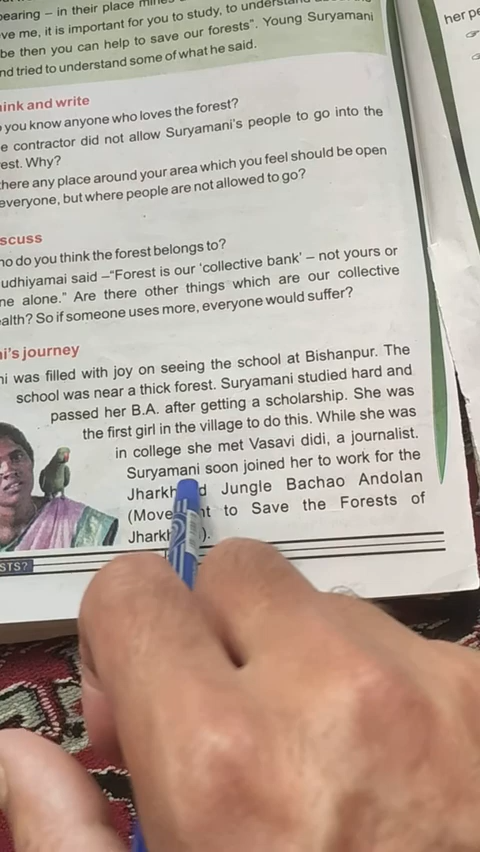 bearing – in their place
ve me, it is important for you to study, to understand
be then you can help to save our forests". Young Suryamani
nd tried to understand some of what he said.
her pe
ink and write
you know anyone who loves the forest?
e contractor did not allow Suryamani's people to go into the
est. Why?
here any place around your area which you feel should be open
everyone, but where people are not allowed to go?
scuss
ho do you think the forest belongs to?
udhiyamai said –"Forest is our 'collective bank' – not yours or
ne alone." Are there other things which are our collective
alth? So if someone uses more, everyone would suffer?
ni's journey
ni was filled with joy on seeing the school at Bishanpur. The
school was near a thick forest. Suryamani studied hard and
passed her B.A. after getting a scholarship. She was
the first girl in the village to do this. While she was
in college she met Vasavi didi, a journalist.
Suryamani soon joined her to work for the
Jharkh d Jungle Bachao Andolan
(Move nt to Save the Forests of
Jharkh ).
STS?